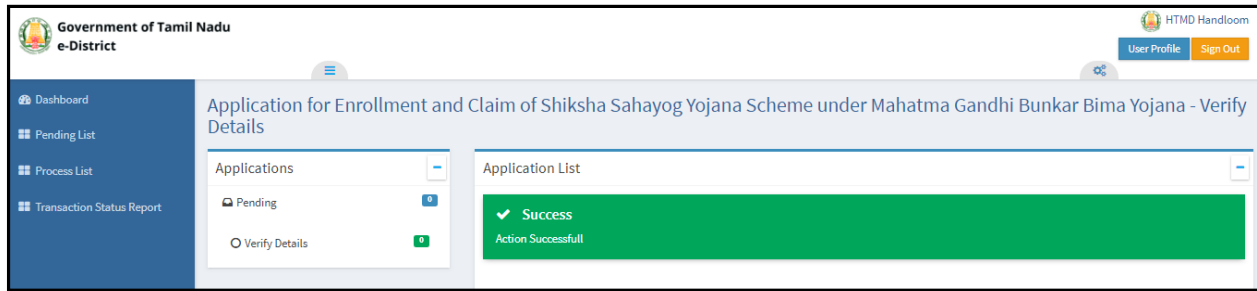 Government of Tamil Nadu
e-District
HTMD Handloom
User Profile Sign Out
Dashboard
Pending List
Process List
Transaction Status Report
Application for Enrollment and Claim of Shiksha Sahayog Yojana Scheme under Mahatma Gandhi Bunkar Bima Yojana - Verify
Details
Applications
Pending 0
Verify Details 0
Application List
Success
Action Successfull